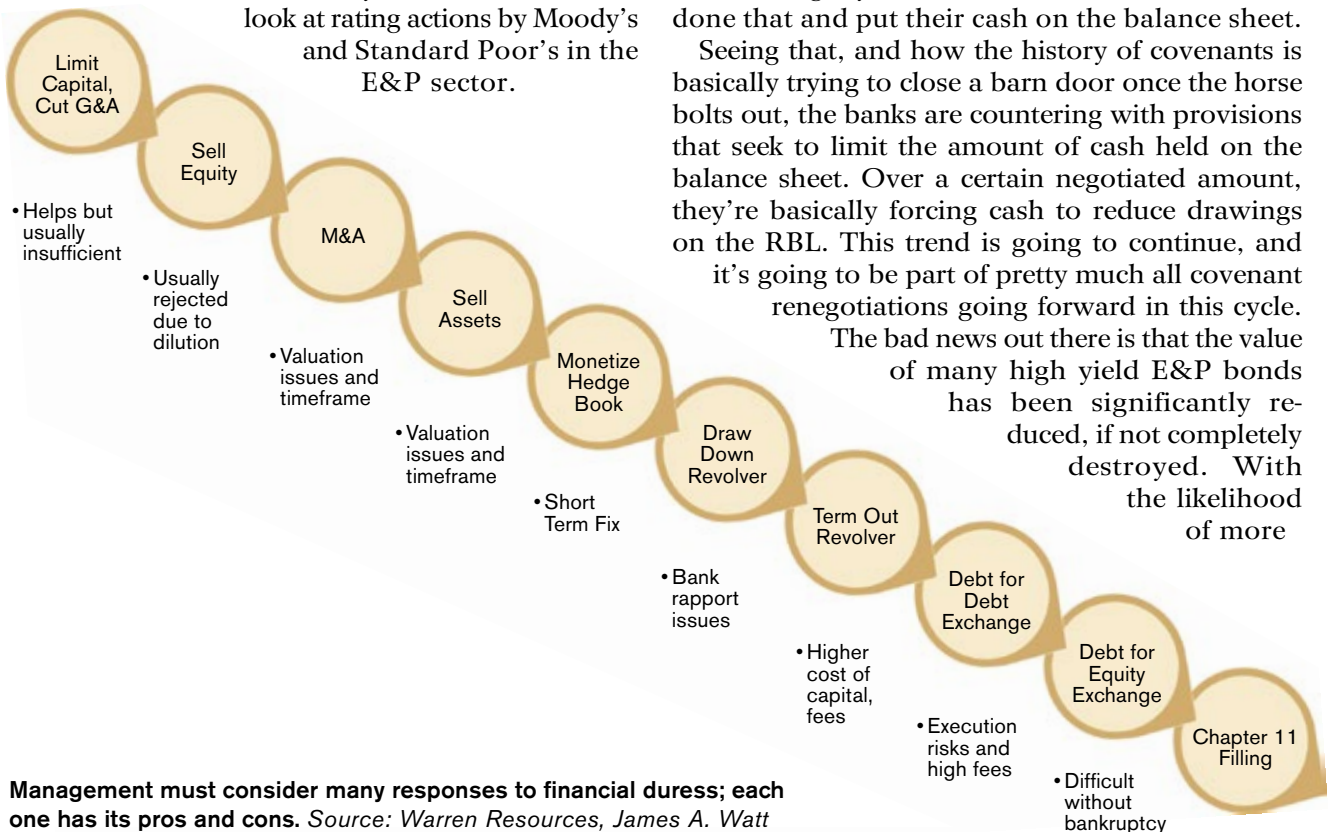 look at rating actions by Moody's
and Standard Poor's in the
E&P sector.
done that and put their cash on the balance sheet.
Seeing that, and how the history of covenants is
basically trying to close a barn door once the horse
bolts out, the banks are countering with provisions
that seek to limit the amount of cash held on the
balance sheet. Over a certain negotiated amount,
they're basically forcing cash to reduce drawings
on the RBL. This trend is going to continue, and
it's going to be part of pretty much all covenant
renegotiations going forward in this cycle.
The bad news out there is that the value
of many high yield E&P bonds
has been significantly re-
duced, if not completely
destroyed. With
the likelihood
of more
Limit
Capital,
Cut G&A
• Helps but
usually
insufficient
Sell
Equity
• Usually
rejected
due to
dilution
M&A
• Valuation
issues and
timeframe
Sell
Assets
• Valuation
issues and
timeframe
Monetize
Hedge
Book
• Short
Term Fix
Draw
Down
Revolver
• Bank
rapport
issues
Term Out
Revolver
• Higher
cost of
capital,
fees
Debt for
Debt
Exchange
• Execution
risks and
high fees
Debt for
Equity
Exchange
• Difficult
without
bankruptcy
Chapter 11
Filling
Management must consider many responses to financial duress; each
one has its pros and cons. Source: Warren Resources, James A. Watt